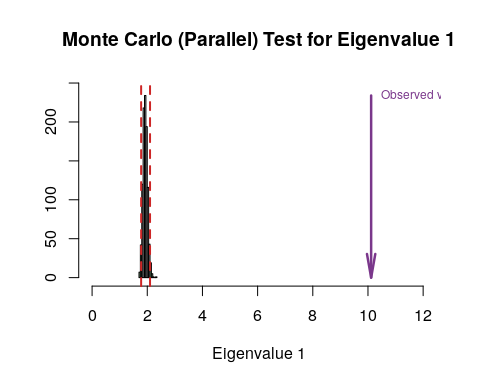 Monte Carlo (Parallel) Test for Eigenvalue 1
Observed
200
100
50
0
0 2 4 6 8 10 12
Eigenvalue 1